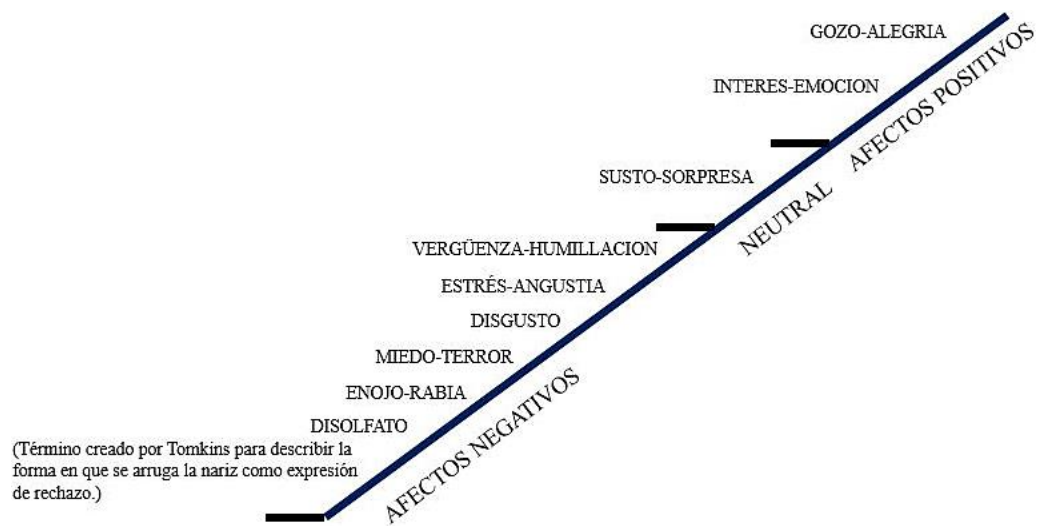 GOZO-ALEGRIA
INTERES-EMOCION
AFECTOS POSITIVOS
SUSTO-SORPRESA
NEUTRAL
VERGÜENZA-HUMILLACION
ESTRÉS-ANGUSTIA
DISGUSTO
MIEDO-TERROR
ENOJO-RABIA
DISOLFATO
AFECTOS NEGATIVOS
(Término creado por Tomkins para describir la
forma en que se arruga la nariz como expresión
de rechazo.)